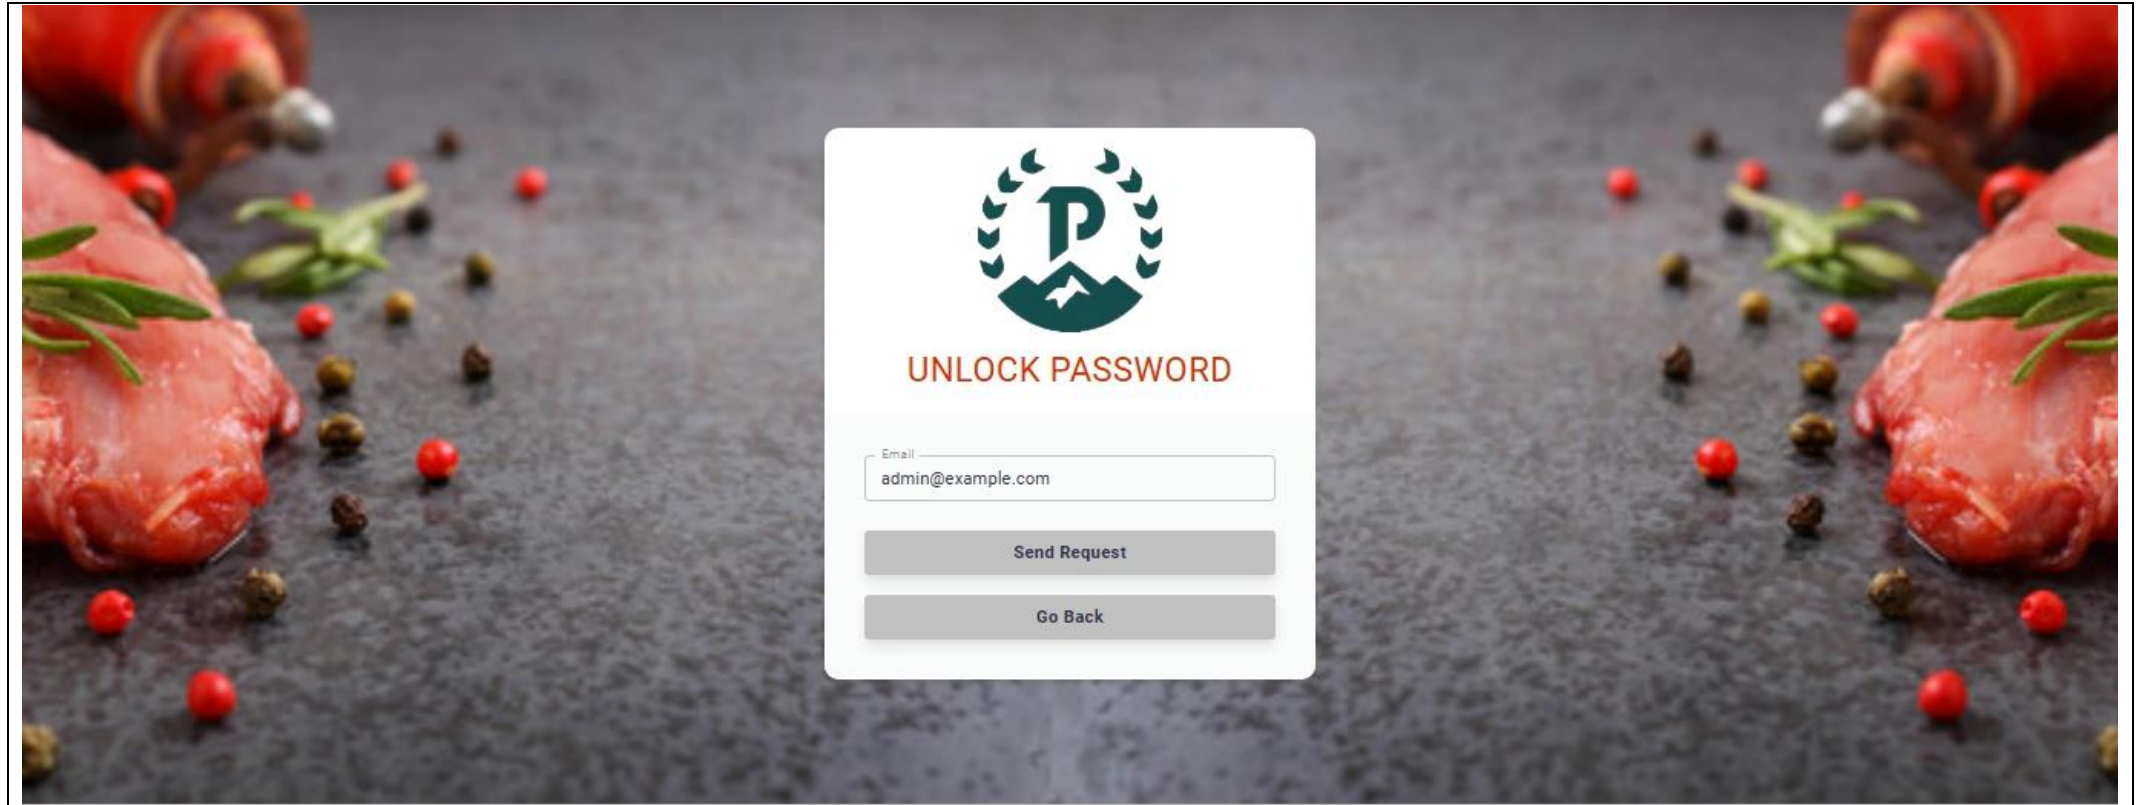 P
UNLOCK PASSWORD
Email
admin@example.com
Send Request
Go Back